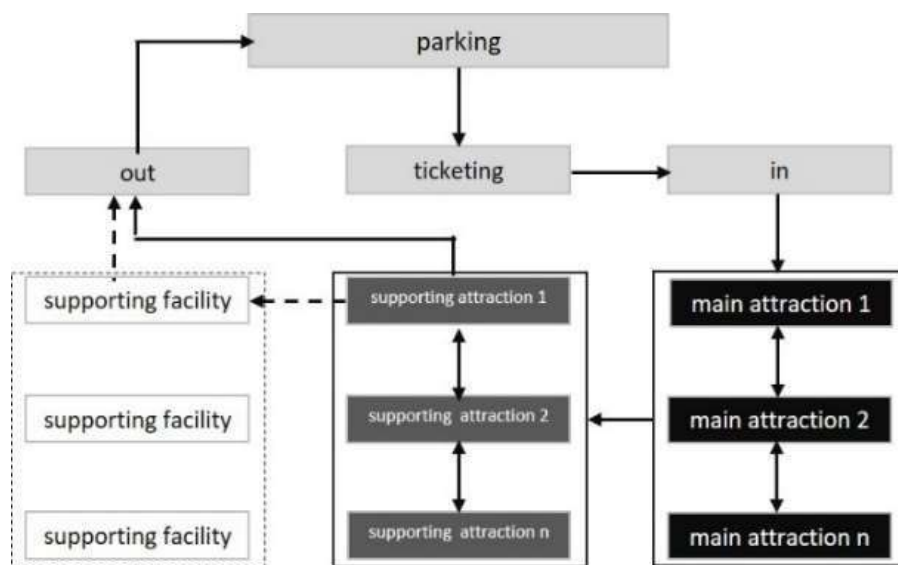 parking
out
ticketing
in
supporting facility
supporting attraction 1
main attraction 1
supporting facility
supporting attraction 2
main attraction 2
supporting facility
supporting attraction n
main attraction n